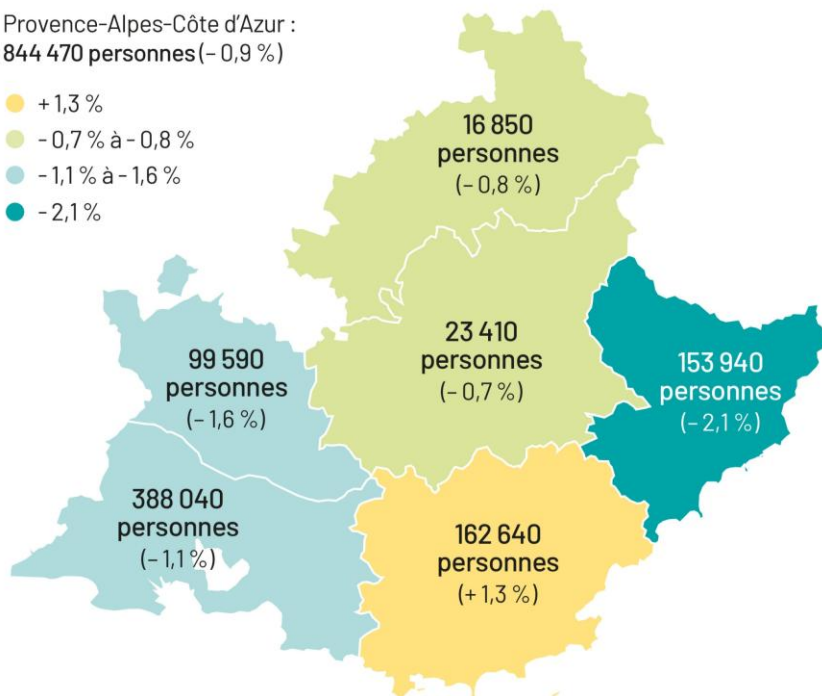 Provence-Alpes-Côte d’Azur :
844 470 personnes (– 0,9 %)
+ 1,3 %
- 0,7 % à - 0,8 %
- 1,1 % à - 1,6 %
- 2,1 %
16 850
personnes
(– 0,8 %)
23 410
personnes
(– 0,7 %)
99 590
personnes
(– 1,6 %)
153 940
personnes
(– 2,1 %)
388 040
personnes
(– 1,1 %)
162 640
personnes
(+ 1,3 %)